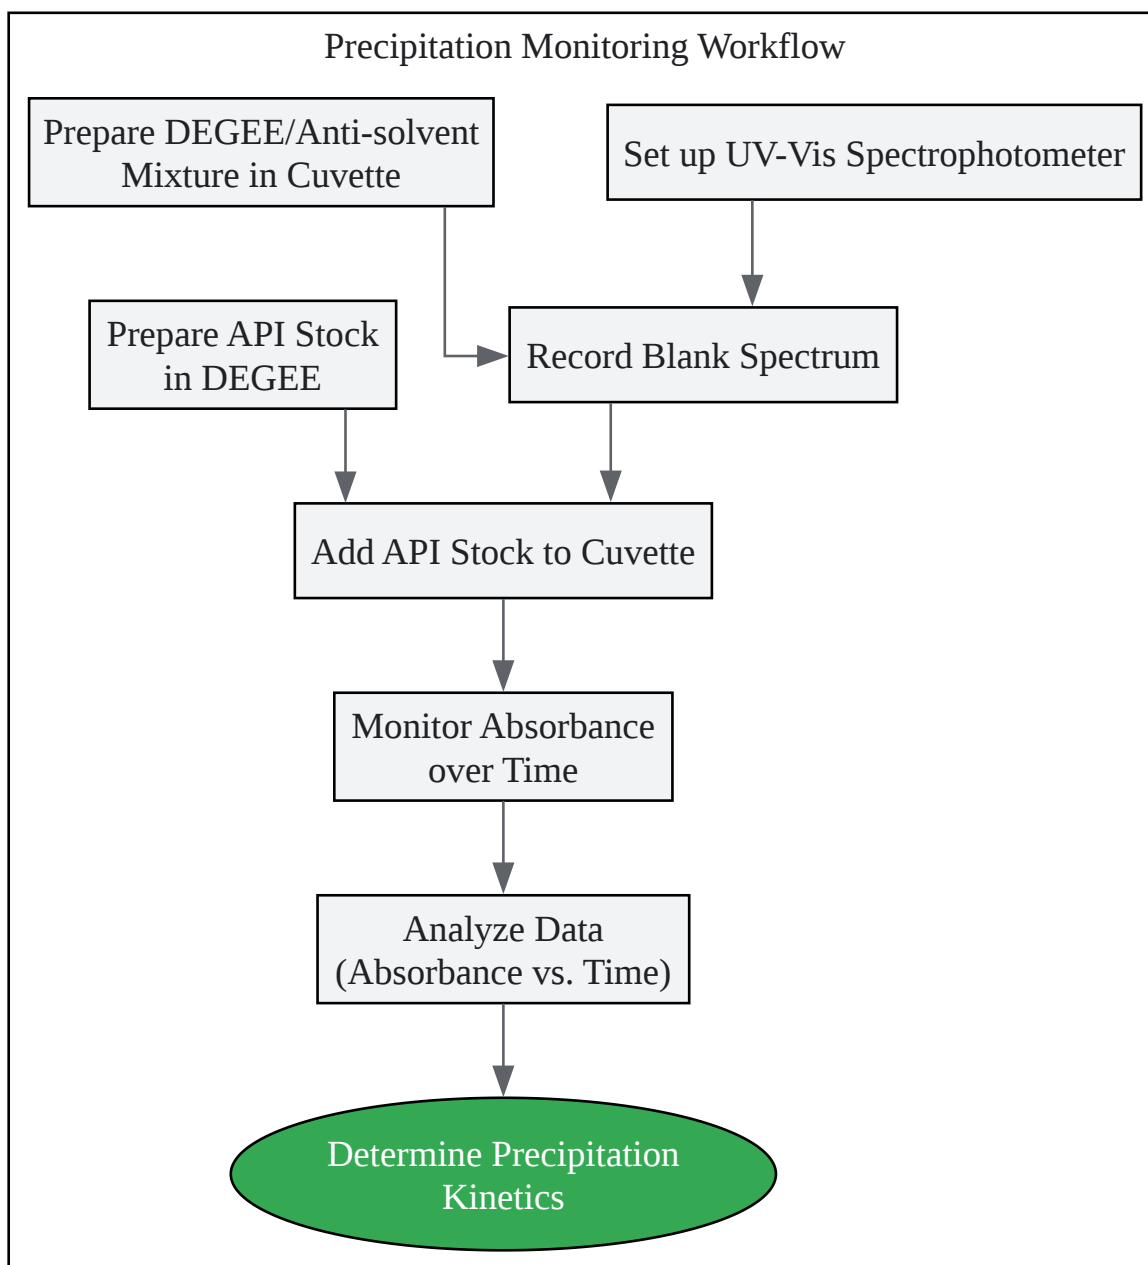 Precipitation Monitoring Workflow
Prepare DEGEE/Anti-solvent
Mixture in Cuvette
Set up UV-Vis Spectrophotometer
Prepare API Stock
in DEGEE
Record Blank Spectrum
Add API Stock to Cuvette
Monitor Absorbance
over Time
Analyze Data
(Absorbance vs. Time)
Determine Precipitation
Kinetics